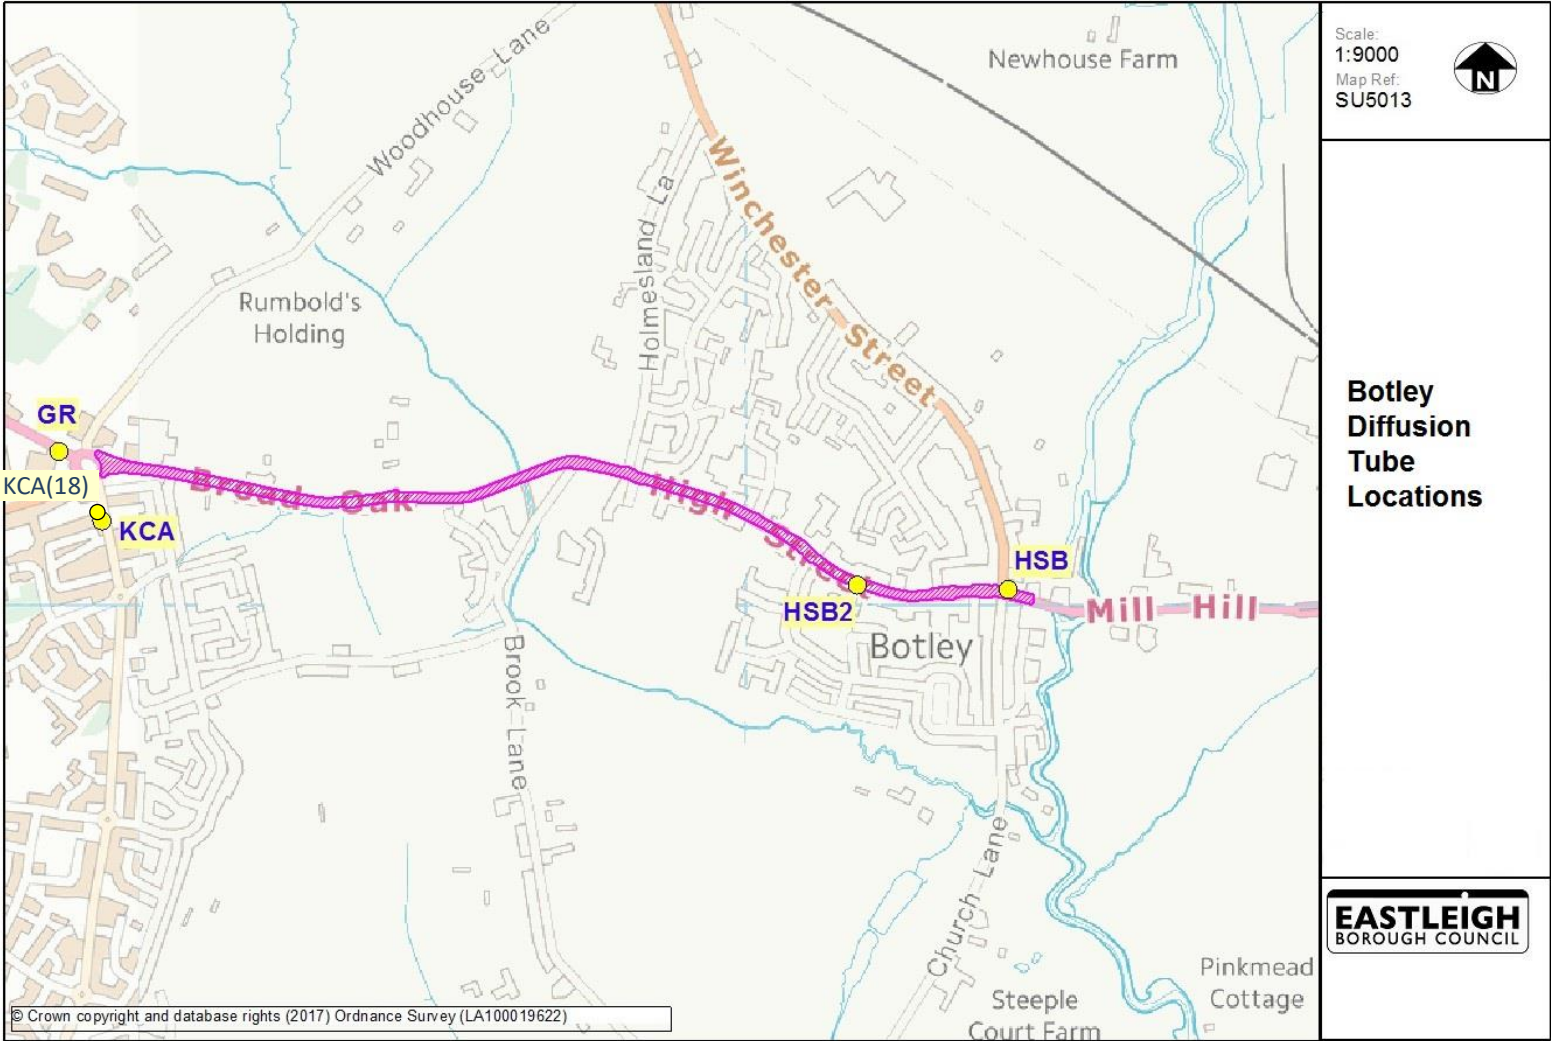 Newhouse Farm
Woodhouse Lane
Winchester Street
Holmesland La
Rumbold's
Holding
GR
KCA(18)
KCA
Broad Oak
High Street
HSB
HSB2
Mill Hill
Botley
Brook Lane
Church Lane
Pinkmead
Cottage
Steeple
Court Farm
© Crown copyright and database rights (2017) Ordnance Survey (LA100019622)
Scale:
1:9000
Map Ref:
SU5013
N
Botley
Diffusion
Tube
Locations
EASTLEIGH
BOROUGH COUNCIL